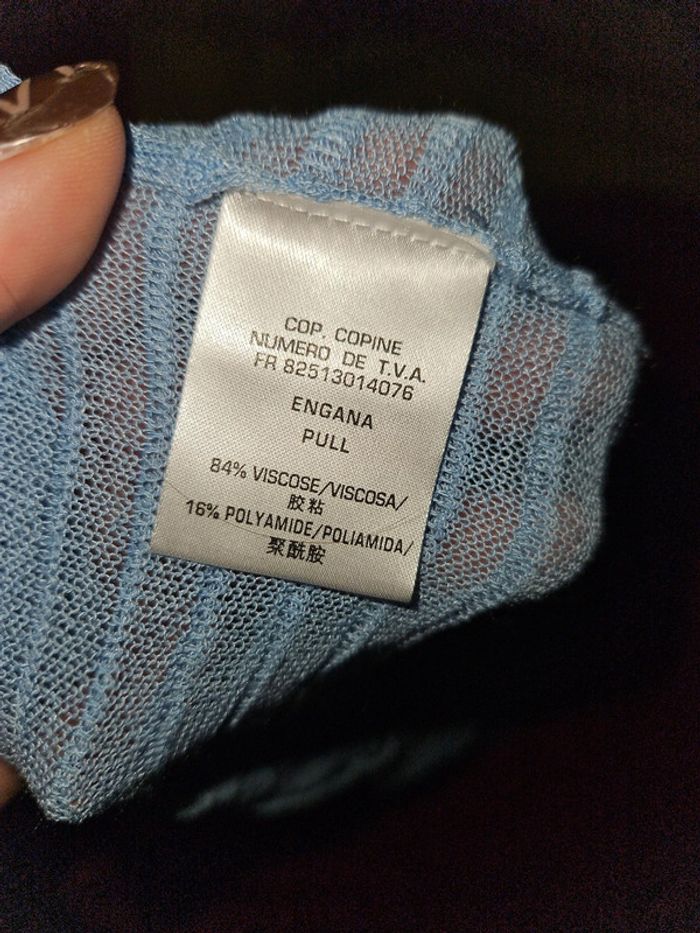 COP. COPINE
NUMERO DE T.V.A.
FR 82513014076
ENGANA
PULL
84% VISCOSE/VISCOSA/
胶粘
16% POLYAMIDE/POLIAMIDA/
聚酰胺